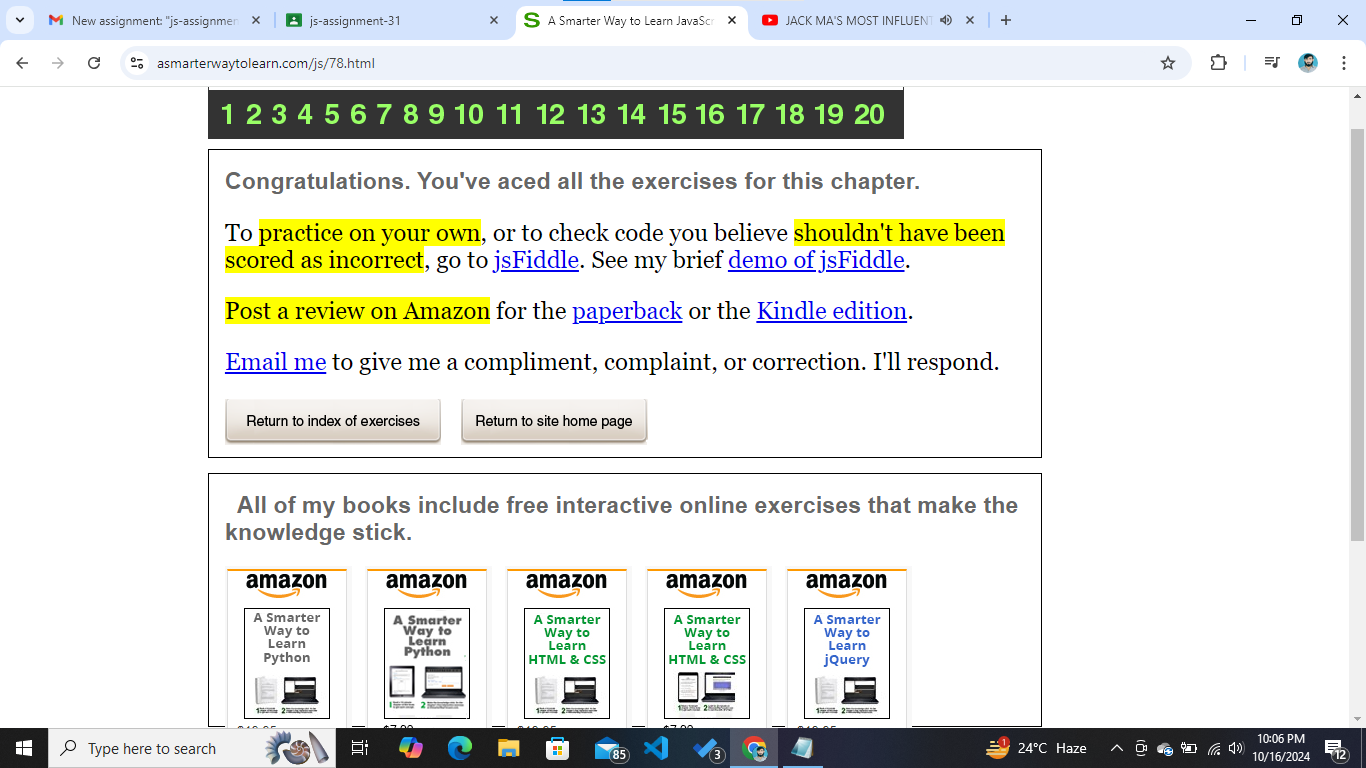 New assignment: "js-assignmen
js-assignment-31
A Smarter Way to Learn JavaScr
JACK MA'S MOST INFLUENT
asmarterwaytolearn.com/js/78.html
1 2 3 4 5 6 7 8 9 10 11 12 13 14 15 16 17 18 19 20
Congratulations. You've aced all the exercises for this chapter.
To practice on your own, or to check code you believe shouldn't have been
scored as incorrect, go to jsFiddle. See my brief demo of jsFiddle.
Post a review on Amazon for the paperback or the Kindle edition.
Email me to give me a compliment, complaint, or correction. I'll respond.
Return to index of exercises
Return to site home page
All of my books include free interactive online exercises that make the
knowledge stick.
amazon
A Smarter
Way to
Learn
Python
amazon
A Smarter
Way to
Learn
Python
amazon
A Smarter
Way to
Learn
HTML & CSS
amazon
A Smarter
Way to
Learn
HTML & CSS
amazon
A Smarter
Way to
Learn
jQuery
Type here to search
85
3
1
24°C Haze
10:06 PM
10/16/2024
12